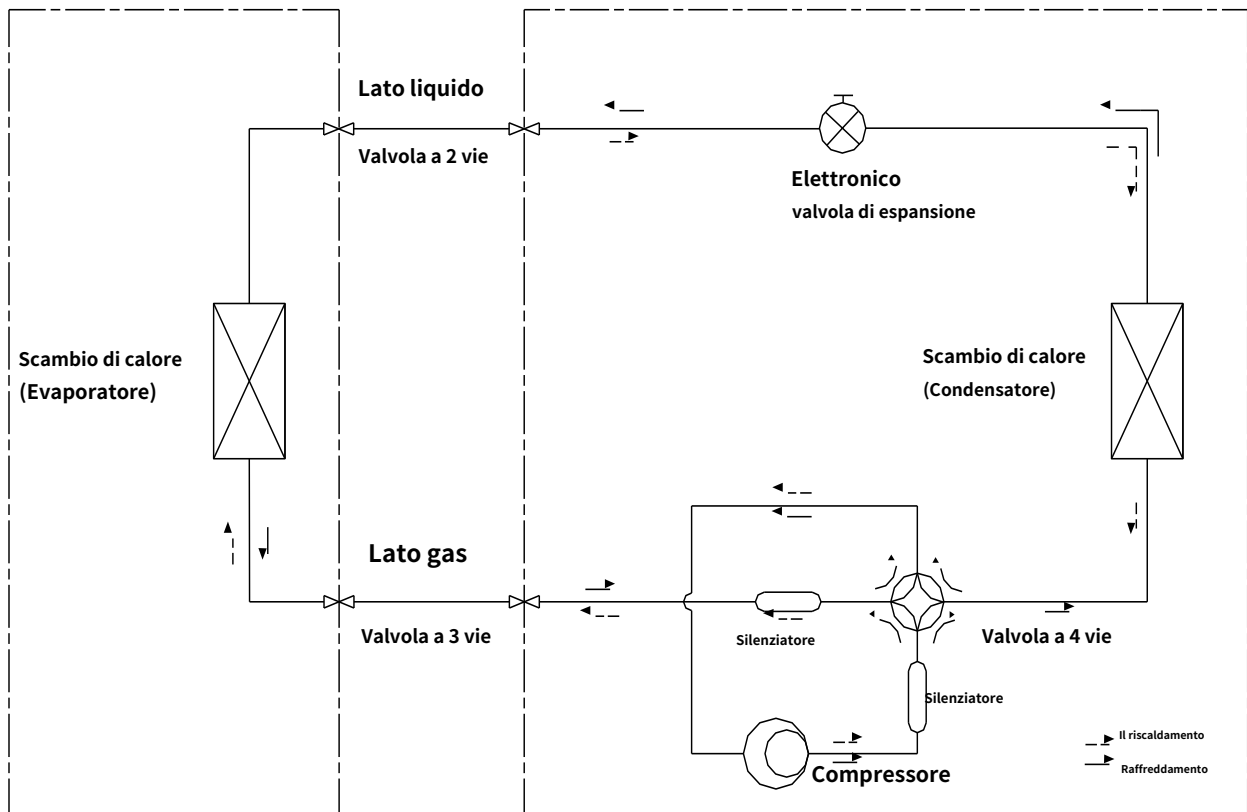 Lato liquido
Valvola a 2 vie
Elettronico
valvola di espansione
Scambio di calore
(Evaporatore)
Scambio di calore
(Condensatore)
Lato gas
Valvola a 3 vie
Silenziatore
Valvola a 4 vie
Silenziatore
Compressore
Il riscaldamento
Raffreddamento